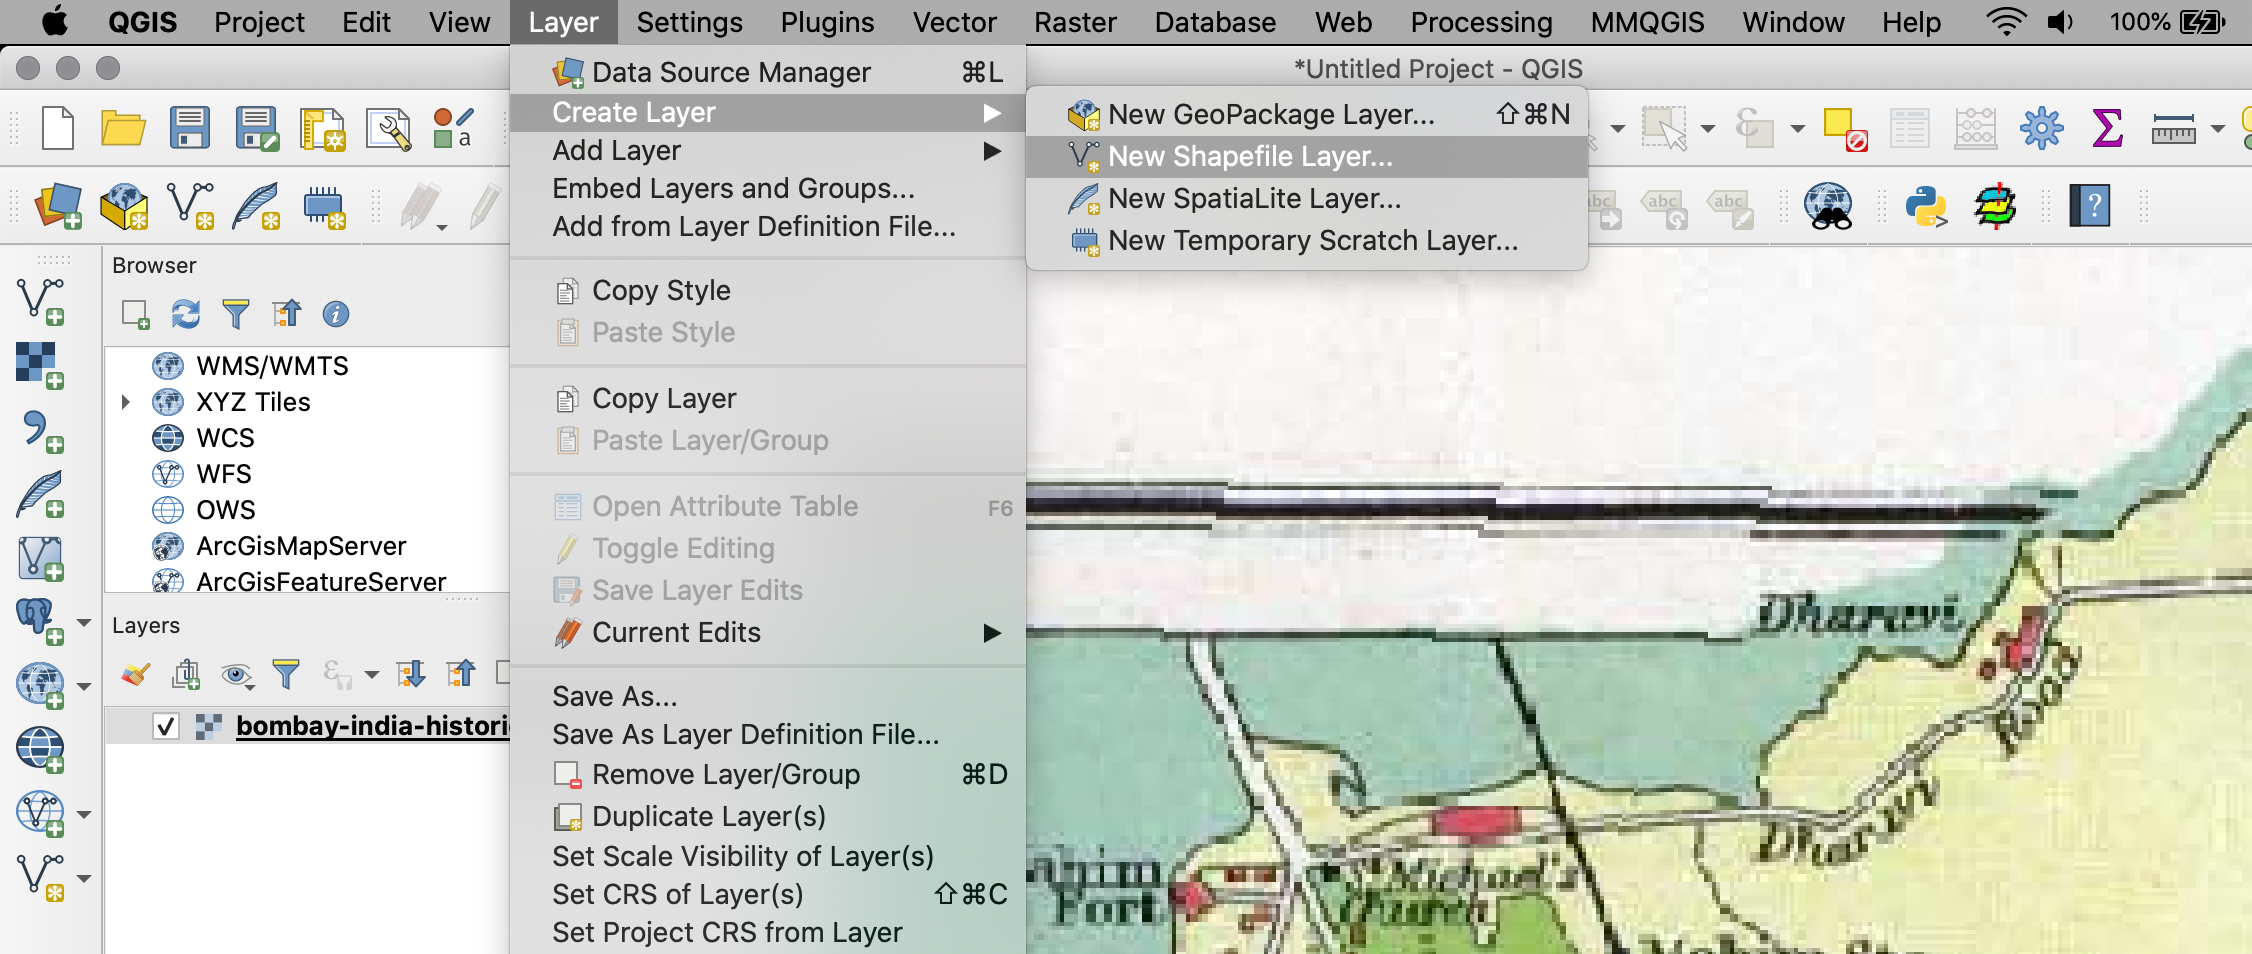 QGIS Project Edit View Layer Settings Plugins Vector Raster Database Web Processing MMQGIS Window Help 100%
*Untitled Project - QGIS
Data Source Manager ⌘L
Create Layer
Add Layer
Embed Layers and Groups...
Add from Layer Definition File...
Copy Style
Paste Style
Copy Layer
Paste Layer/Group
Open Attribute Table F6
Toggle Editing
Save Layer Edits
Current Edits
Save As...
Save As Layer Definition File...
Remove Layer/Group ⌘D
Duplicate Layer(s)
Set Scale Visibility of Layer(s)
Set CRS of Layer(s) ⇧⌘C
Set Project CRS from Layer
New GeoPackage Layer... ⇧⌘N
New Shapefile Layer...
New SpatiaLite Layer...
New Temporary Scratch Layer...
a
abc
abc
abc
Browser
WMS/WMTS
XYZ Tiles
WCS
WFS
OWS
ArcGisMapServer
ArcGisFeatureServer
Layers
bombay-india-histori
Dharavi
Road
Dharavi
Michael's
Church
Fort